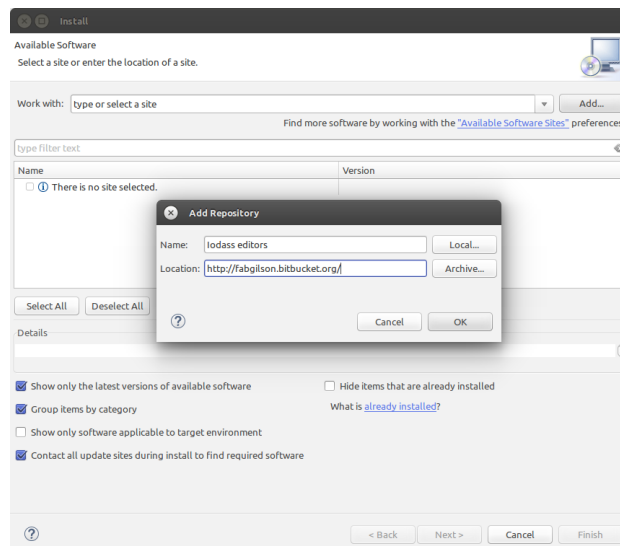 Install
Available Software
Select a site or enter the location of a site.
Work with: type or select a site Add...
Find more software by working with the "Available Software Sites" preferences
type filter text
Name Version
There is no site selected.
Add Repository
Name: Iodass editors Local...
Location: http://fabgilson.bitbucket.org/ Archive...
Cancel OK
Select All Deselect All
Details
Show only the latest versions of available software Hide items that are already installed
Group items by category What is already installed?
Show only software applicable to target environment
Contact all update sites during install to find required software
< Back Next > Cancel Finish